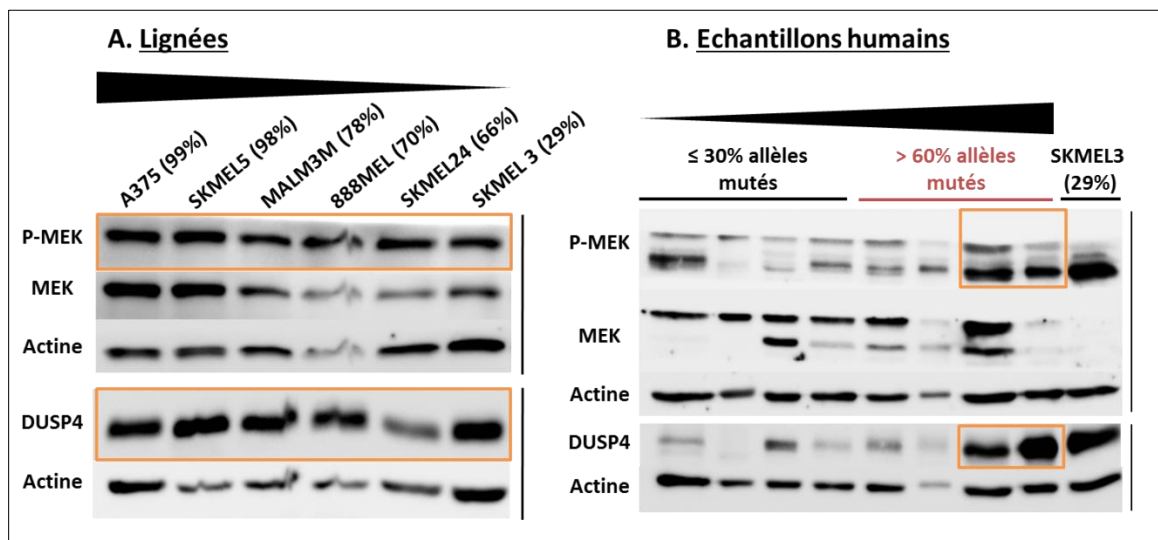 A. Lignées
A375 (99%)
SKMEL5 (98%)
MALM3M (78%)
888MEL (70%)
SKMEL24 (66%)
SKMEL 3 (29%)
P-MEK
MEK
Actine
DUSP4
Actine
B. Echantillons humains
≤ 30% allèles
mutés
> 60% allèles
mutés
SKMEL3
(29%)
P-MEK
MEK
Actine
DUSP4
Actine